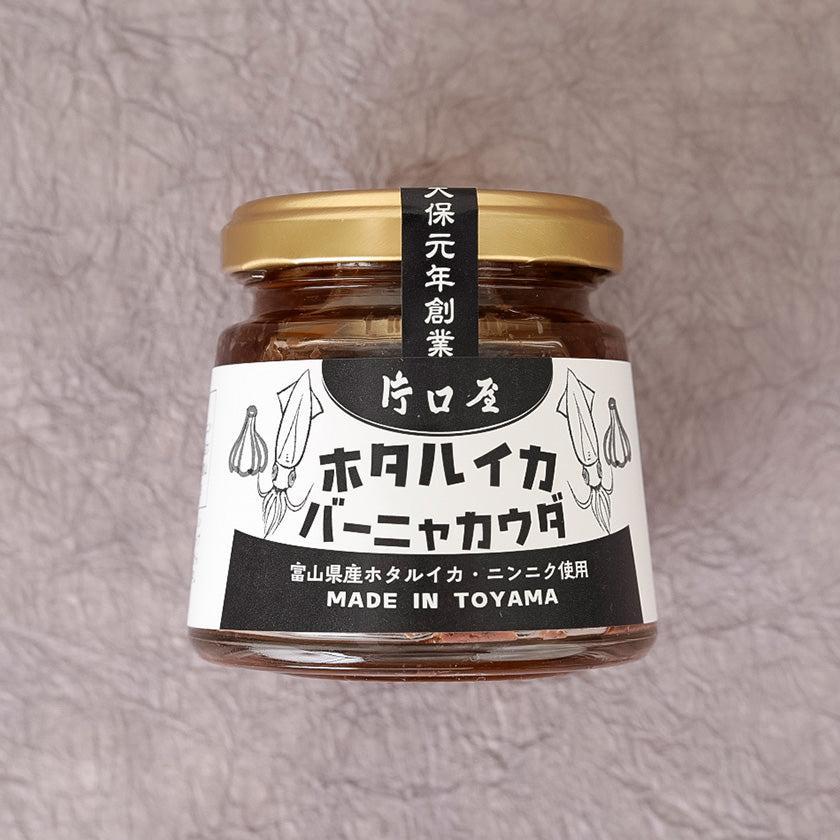 天保元年創業
片口屋
ホタルイカ
バーニャカウダ
富山県産ホタルイカ・ニンニク使用
MADE IN TOYAMA